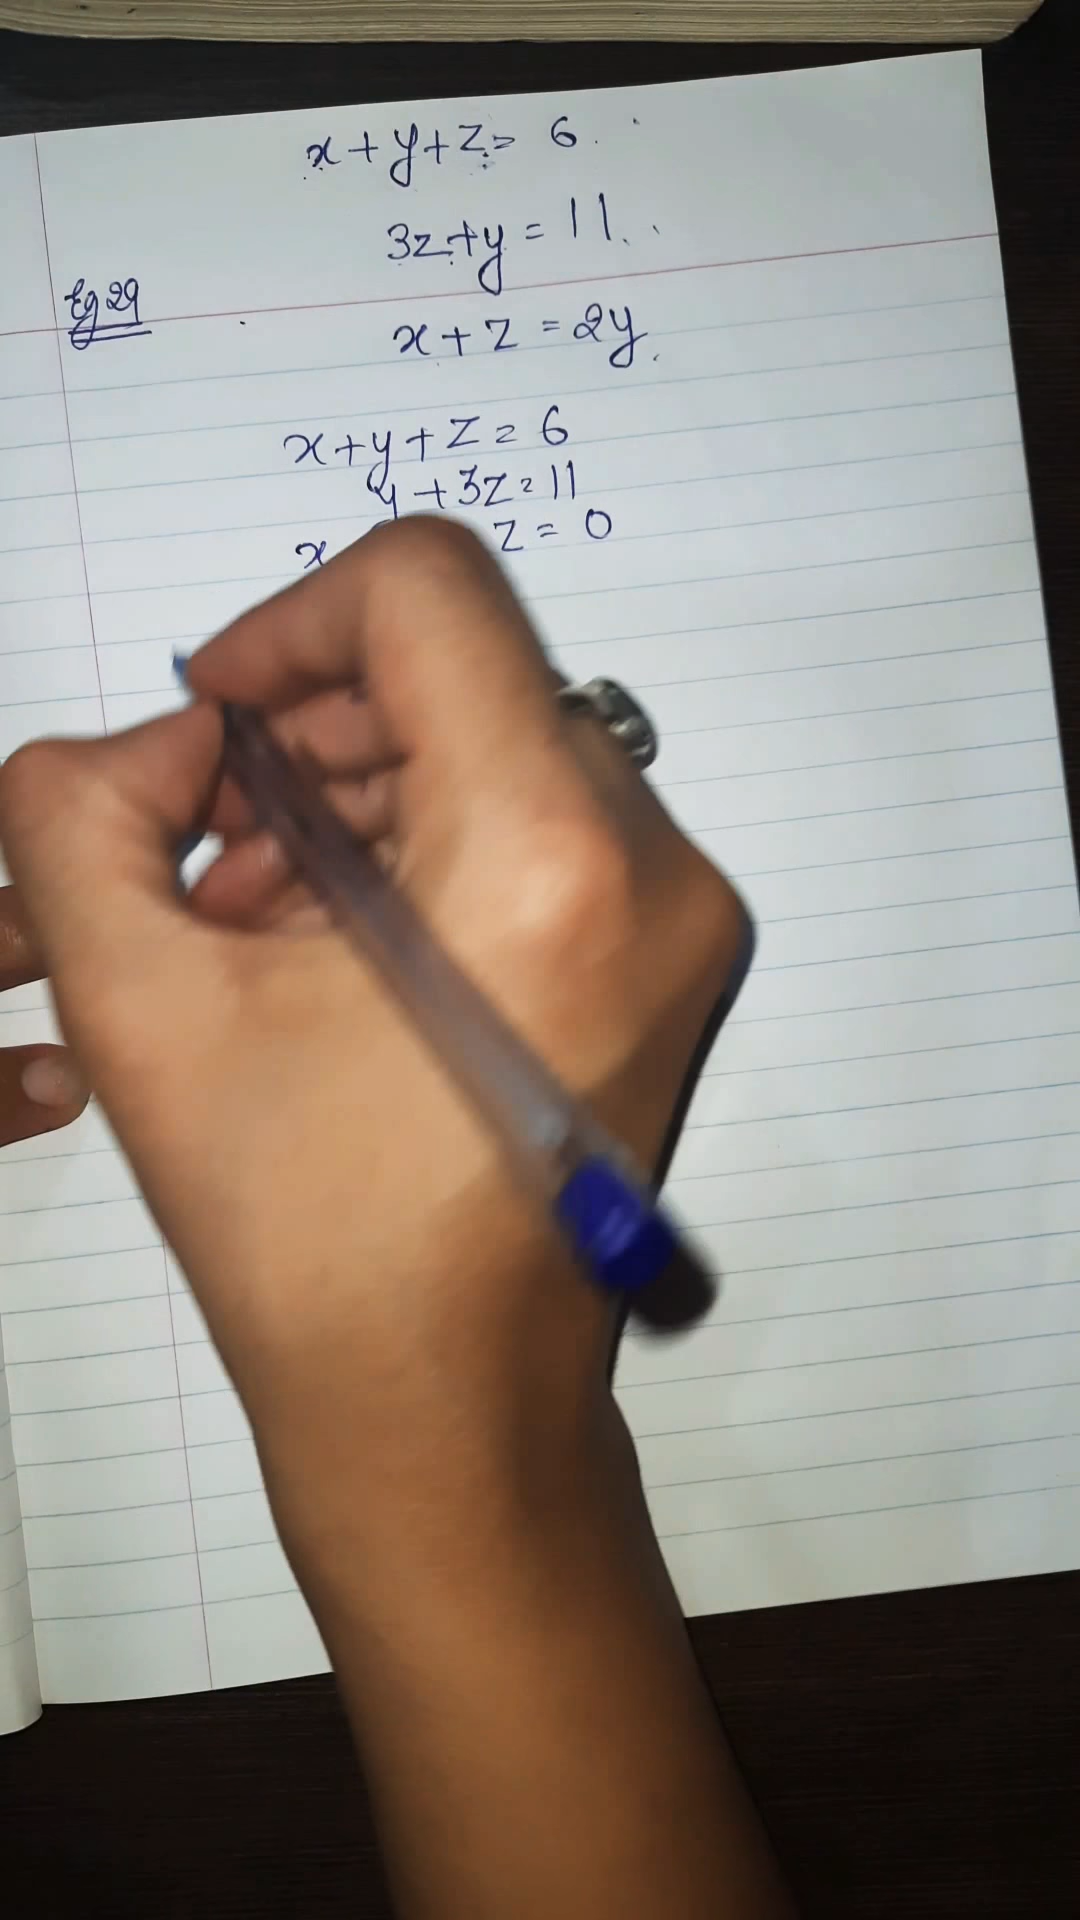 x + y + z = 6
3z + y = 11
Eg 29
x + z = 2y
x + y + z = 6
y + 3z = 11
x z = 0